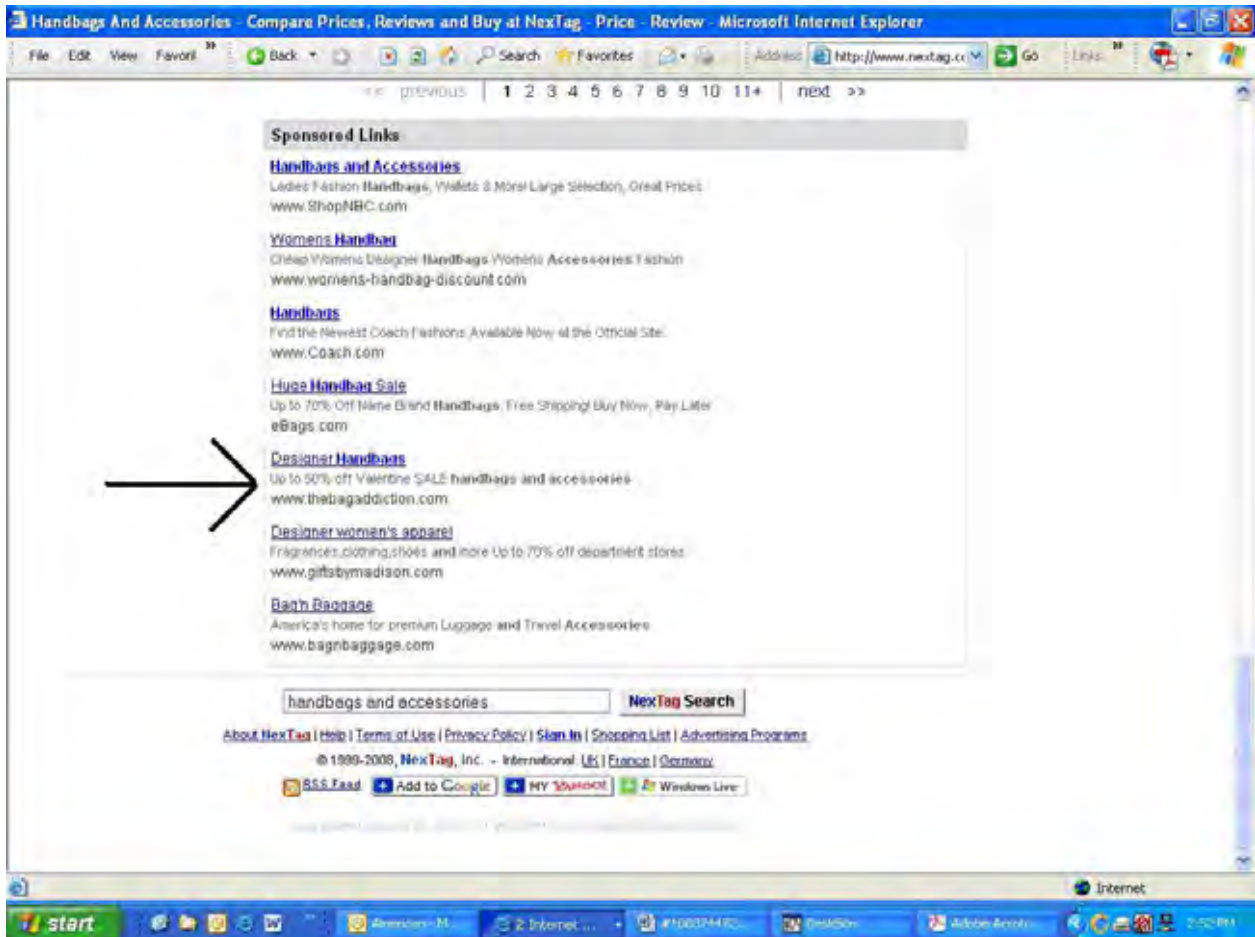 Handbags And Accessories - Compare Prices, Reviews and Buy at NexTag - Price - Review - Microsoft Internet Explorer
File Edit View Favorit » Back Search Favorites Address http://www.nextag.cc Go Links »
<< previous | 1 2 3 4 5 6 7 8 9 10 11+ | next >>
Sponsored Links
Handbags and Accessories
Ladies Fashion Handbags, Wallets & More! Large Selection, Great Prices
www.ShopNBC.com
Womens Handbag
Cheap Womens Designer Handbags Womens Accessories Fashion
www.womens-handbag-discount.com
Handbags
Find the Newest Coach Fashions Available Now at the Official Site.
www.Coach.com
Huge Handbag Sale
Up to 70% Off Name Brand Handbags. Free Shipping! Buy Now, Pay Later
eBags.com
Designer Handbags
Up to 50% off Valentine SALE handbags and accessories
www.thebagaddiction.com
Designer women's apparel
Fragrances,clothing,shoes and more Up to 70% off department stores
www.giftsbymadison.com
Bag'n Baggage
America's home for premium Luggage and Travel Accessories
www.bagnbaggage.com
handbags and accessories NexTag Search
About NexTag | Help | Terms of Use | Privacy Policy | Sign In | Shopping List | Advertising Programs
© 1999-2008, NexTag, Inc. - International: UK | France | Germany
RSS Feed Add to Google MY YAHOO! Windows Live
Internet
start 2 Internet ... DeskSite Adobe 2:52 PM